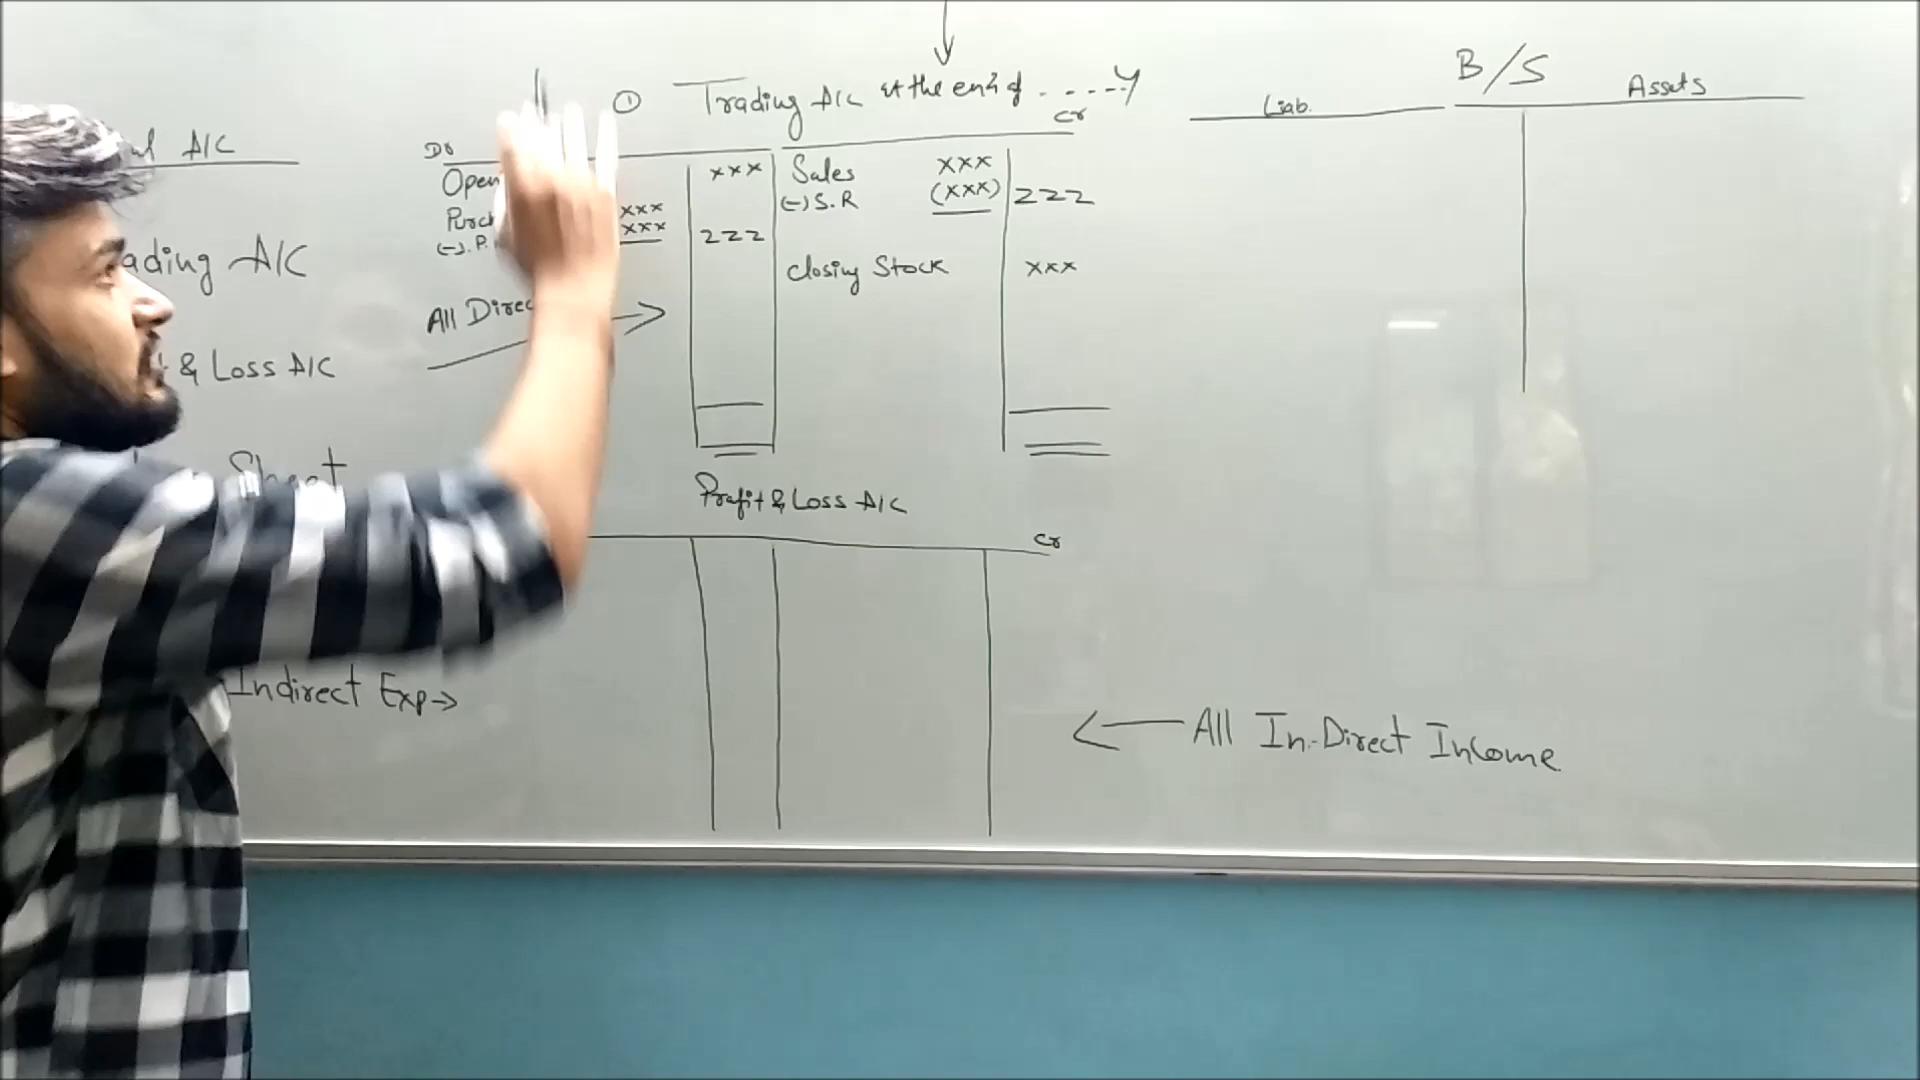 A/C
ading A/C
& Loss A/C
Sheet
Indirect Exp→
① Trading A/C at the end of . - - - - Y
Dr
Cr
Open
xxx
Purch
xxx
(-) P.
xxx
zzz
All Direc
Sales
xxx
(-) S.R
(xxx)
zzz
Closing Stock
xxx
Profit & Loss A/C
Cr
← All In-Direct Income
B/S
Liab.
Assets